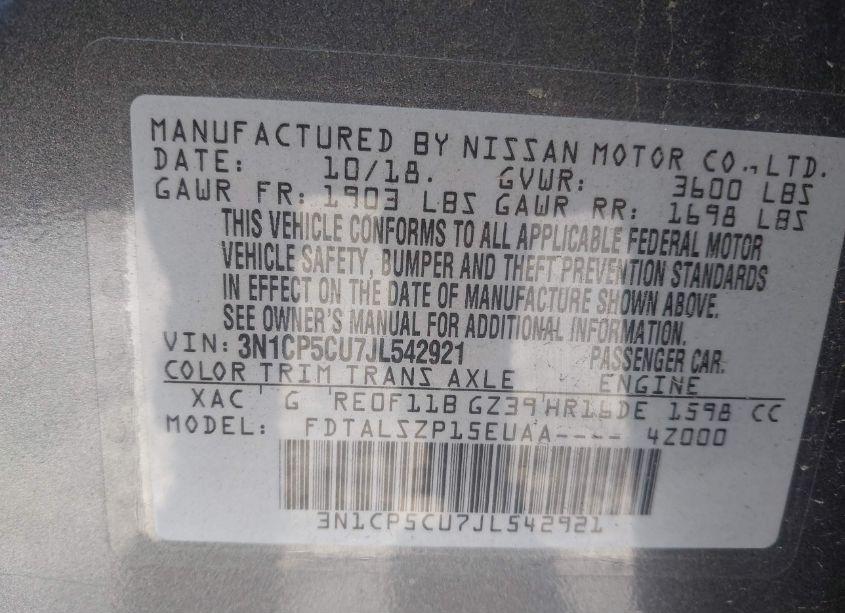 MANUFACTURED BY NISSAN MOTOR CO.,LTD.
DATE: 10/18. GVWR: 3600 LBS
GAWR FR: 1903 LBS GAWR RR: 1698 LBS
THIS VEHICLE CONFORMS TO ALL APPLICABLE FEDERAL MOTOR
VEHICLE SAFETY, BUMPER AND THEFT PREVENTION STANDARDS
IN EFFECT ON THE DATE OF MANUFACTURE SHOWN ABOVE.
SEE OWNER'S MANUAL FOR ADDITIONAL INFORMATION.
VIN: 3N1CP5CU7JL542921 PASSENGER CAR.
COLOR TRIM TRANS AXLE ENGINE
XAC G RE0F11B GZ39 HR16DE 1598 CC
MODEL: FDTALSZP15EUAA---- 4Z000
3N1CP5CU7JL542921